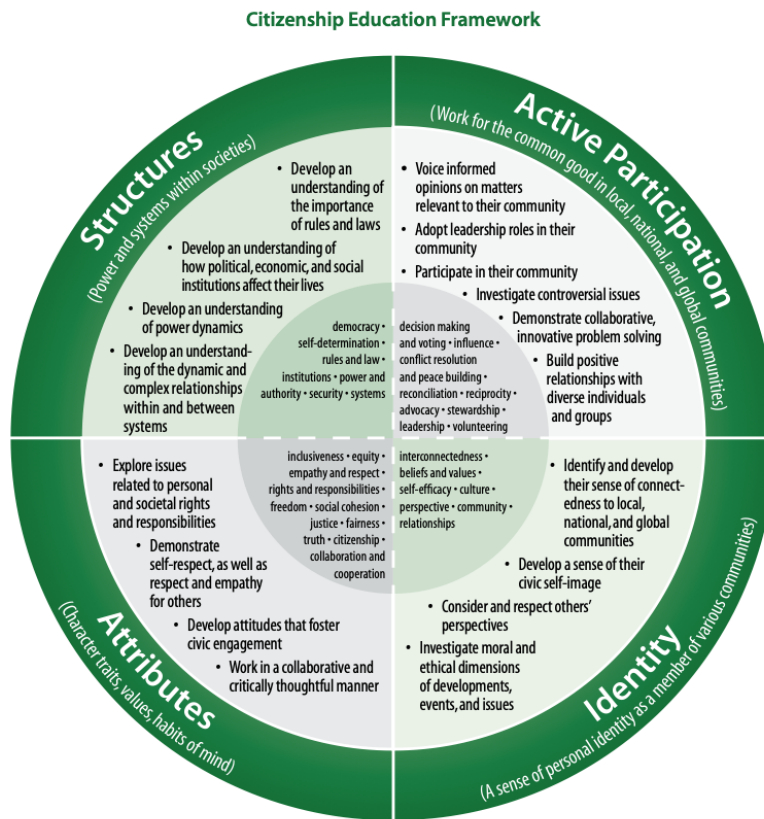 Citizenship Education Framework
Structures
(Power and systems within societies)
• Develop an
understanding of
the importance
of rules and laws
• Develop an understanding of
how political, economic, and social
institutions affect their lives
• Develop an understanding
of power dynamics
• Develop an understand-
ing of the dynamic and
complex relationships
within and between
systems
democracy •
self-determination •
rules and law •
institutions • power and
authority • security • systems
Active Participation
(Work for the common good in local, national, and global communities)
• Voice informed
opinions on matters
relevant to their community
• Adopt leadership roles in their
community
• Participate in their community
• Investigate controversial issues
• Demonstrate collaborative,
innovative problem solving
• Build positive
relationships with
diverse individuals
and groups
decision making
and voting • influence •
conflict resolution
and peace building •
reconciliation • reciprocity •
advocacy • stewardship •
leadership • volunteering
Attributes
(Character traits, values, habits of mind)
• Explore issues
related to personal
and societal rights
and responsibilities
• Demonstrate
self-respect, as well as
respect and empathy
for others
• Develop attitudes that foster
civic engagement
• Work in a collaborative and
critically thoughtful manner
inclusiveness • equity •
empathy and respect •
rights and responsibilities •
freedom • social cohesion •
justice • fairness •
truth • citizenship •
collaboration and
cooperation
Identity
(A sense of personal identity as a member of various communities)
interconnectedness •
beliefs and values •
self-efficacy • culture •
perspective • community •
relationships
• Identify and develop
their sense of connect-
edness to local,
national, and global
communities
• Develop a sense of their
civic self-image
• Consider and respect others'
perspectives
• Investigate moral and
ethical dimensions
of developments,
events, and issues